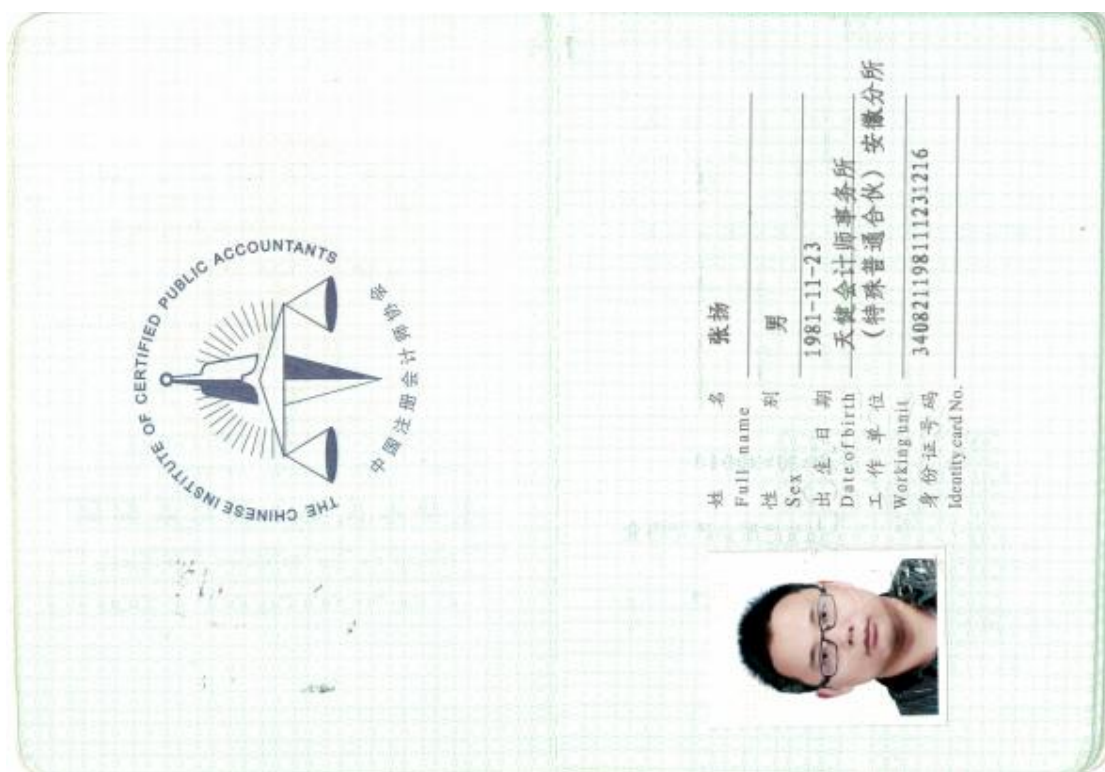 THE CHINESE INSTITUTE OF CERTIFIED PUBLIC ACCOUNTANTS
中国注册会计师协会
姓 名 张扬
Full name
性 别 男
Sex
出 生 日 期 1981-11-23
Date of birth 天健会计师事务所
工 作 单 位 (特殊普通合伙) 安徽分所
Working unit
身 份 证 号 码 340821198111231216
Identity card No.